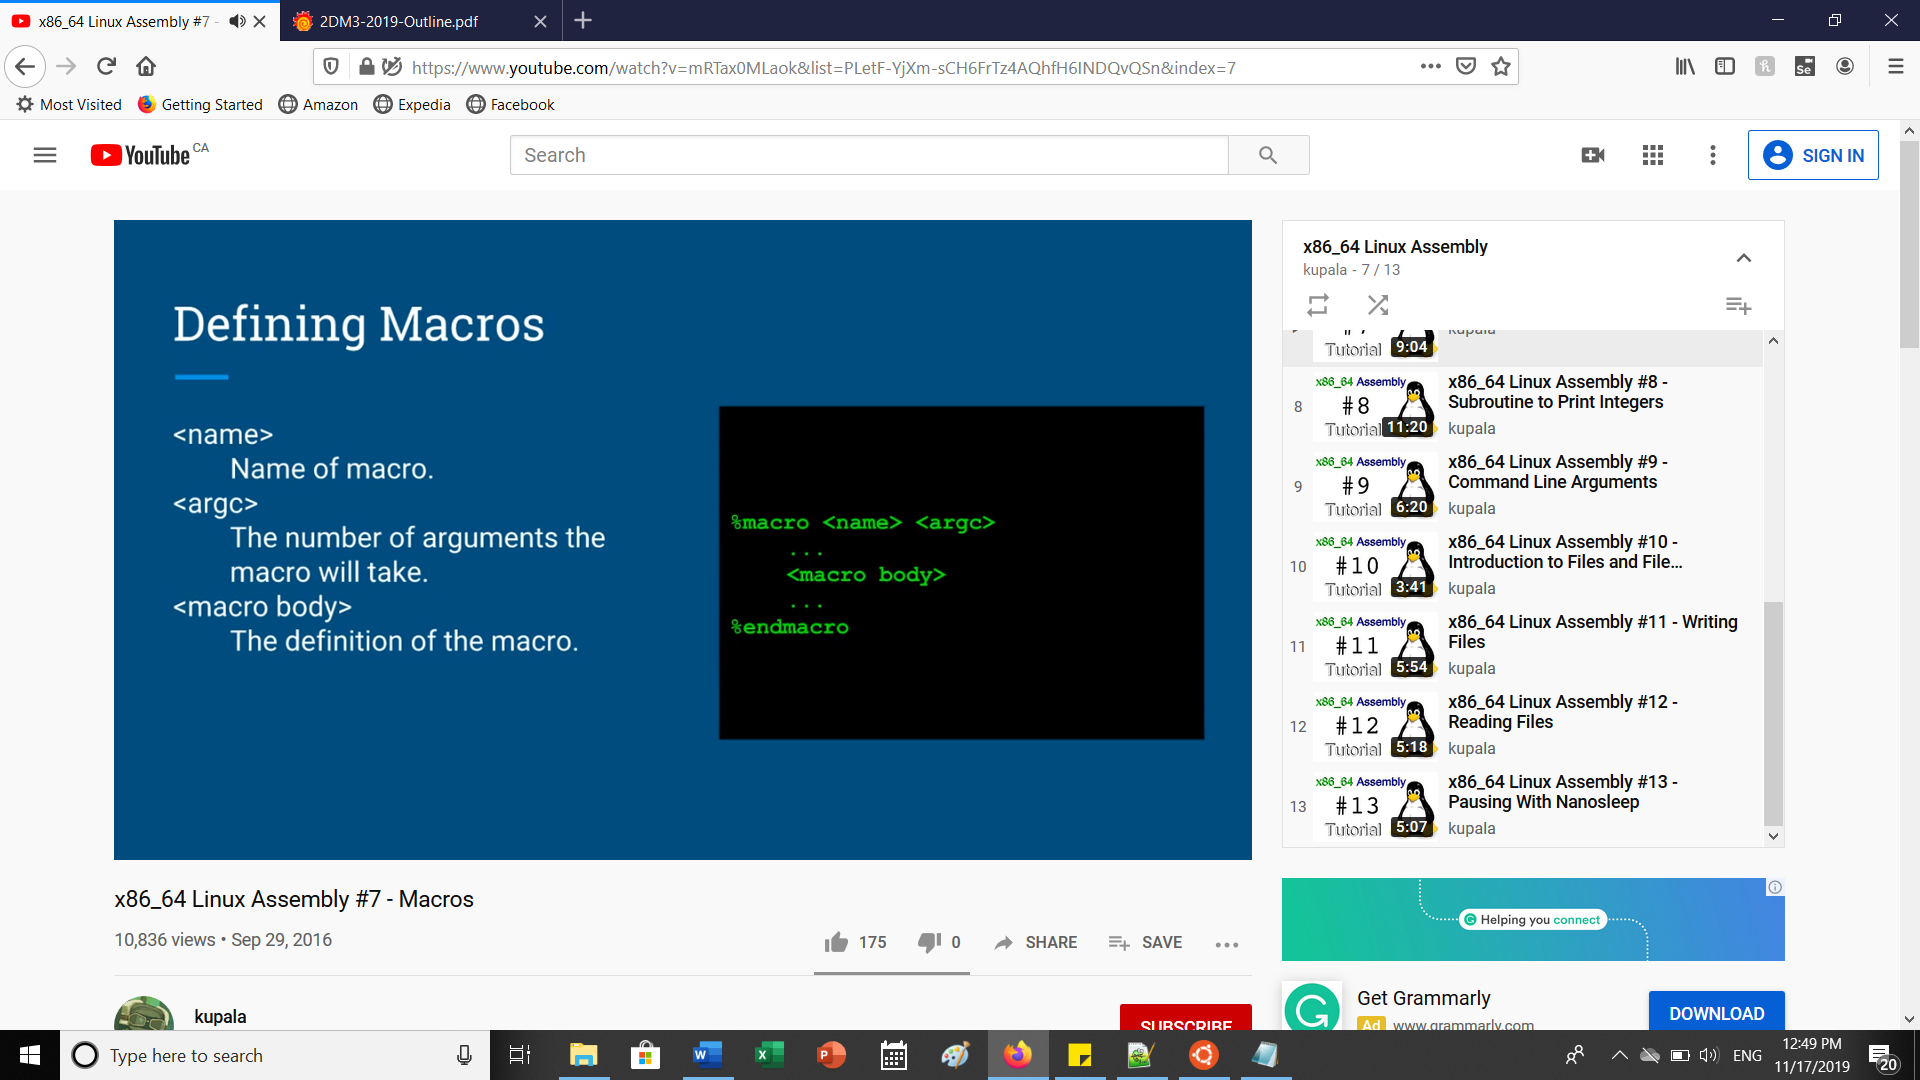 x86_64 Linux Assembly #7 -
2DM3-2019-Outline.pdf
https://www.youtube.com/watch?v=mRTax0MLaok&list=PLetF-YjXm-sCH6FrTz4AQhfH6INDQvQSn&index=7
Most Visited
Getting Started
Amazon
Expedia
Facebook
YouTube CA
Search
SIGN IN
Defining Macros
<name>
Name of macro.
<argc>
The number of arguments the
macro will take.
<macro body>
The definition of the macro.
%macro <name> <argc>
...
<macro body>
...
%endmacro
x86_64 Linux Assembly
kupala - 7 / 13
Tutorial 9:04
kupala
8
x86_64 Assembly
#8
Tutorial 11:20
x86_64 Linux Assembly #8 -
Subroutine to Print Integers
kupala
9
x86_64 Assembly
#9
Tutorial 6:20
x86_64 Linux Assembly #9 -
Command Line Arguments
kupala
10
x86_64 Assembly
#10
Tutorial 3:41
x86_64 Linux Assembly #10 -
Introduction to Files and File...
kupala
11
x86_64 Assembly
#11
Tutorial 5:54
x86_64 Linux Assembly #11 - Writing
Files
kupala
12
x86_64 Assembly
#12
Tutorial 5:18
x86_64 Linux Assembly #12 -
Reading Files
kupala
13
x86_64 Assembly
#13
Tutorial 5:07
x86_64 Linux Assembly #13 -
Pausing With Nanosleep
kupala
x86_64 Linux Assembly #7 - Macros
10,836 views • Sep 29, 2016
175
0
SHARE
SAVE
kupala
SUBSCRIBE
Helping you connect
Get Grammarly
Ad www.grammarly.com
DOWNLOAD
Type here to search
ENG
12:49 PM
11/17/2019
20